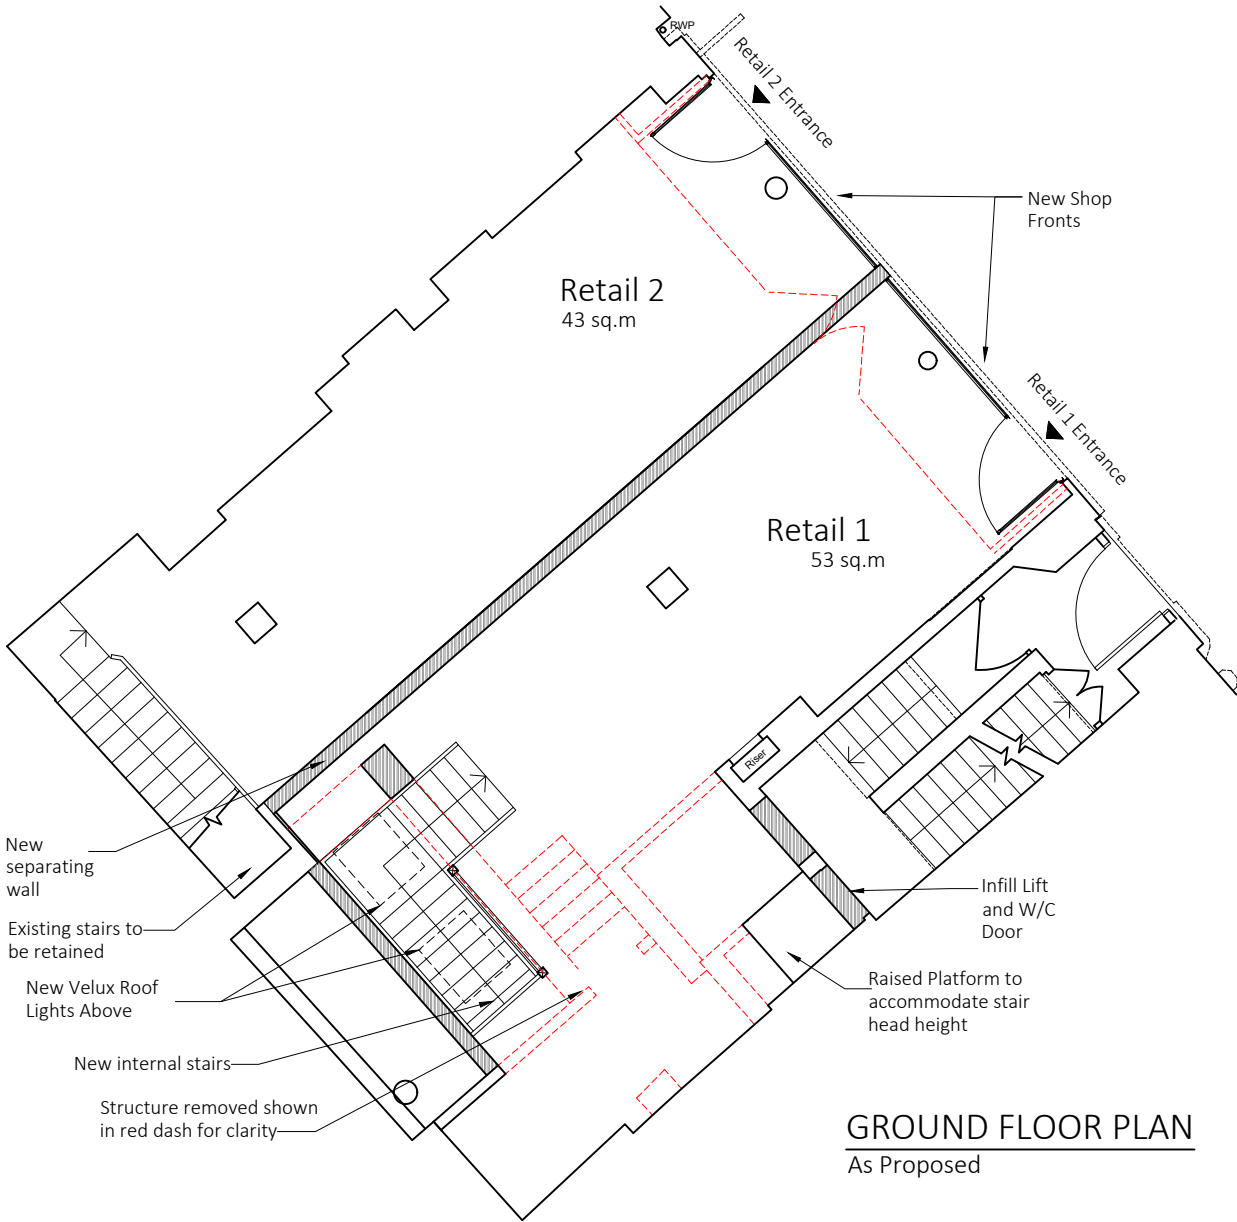 RWP
Retail 2 Entrance
New Shop
Fronts
Retail 2
43 sq.m
Retail 1 Entrance
Retail 1
53 sq.m
Riser
New
separating
wall
Existing stairs to
be retained
New Velux Roof
Lights Above
New internal stairs
Structure removed shown
in red dash for clarity
Infill Lift
and W/C
Door
Raised Platform to
accommodate stair
head height
GROUND FLOOR PLAN
As Proposed